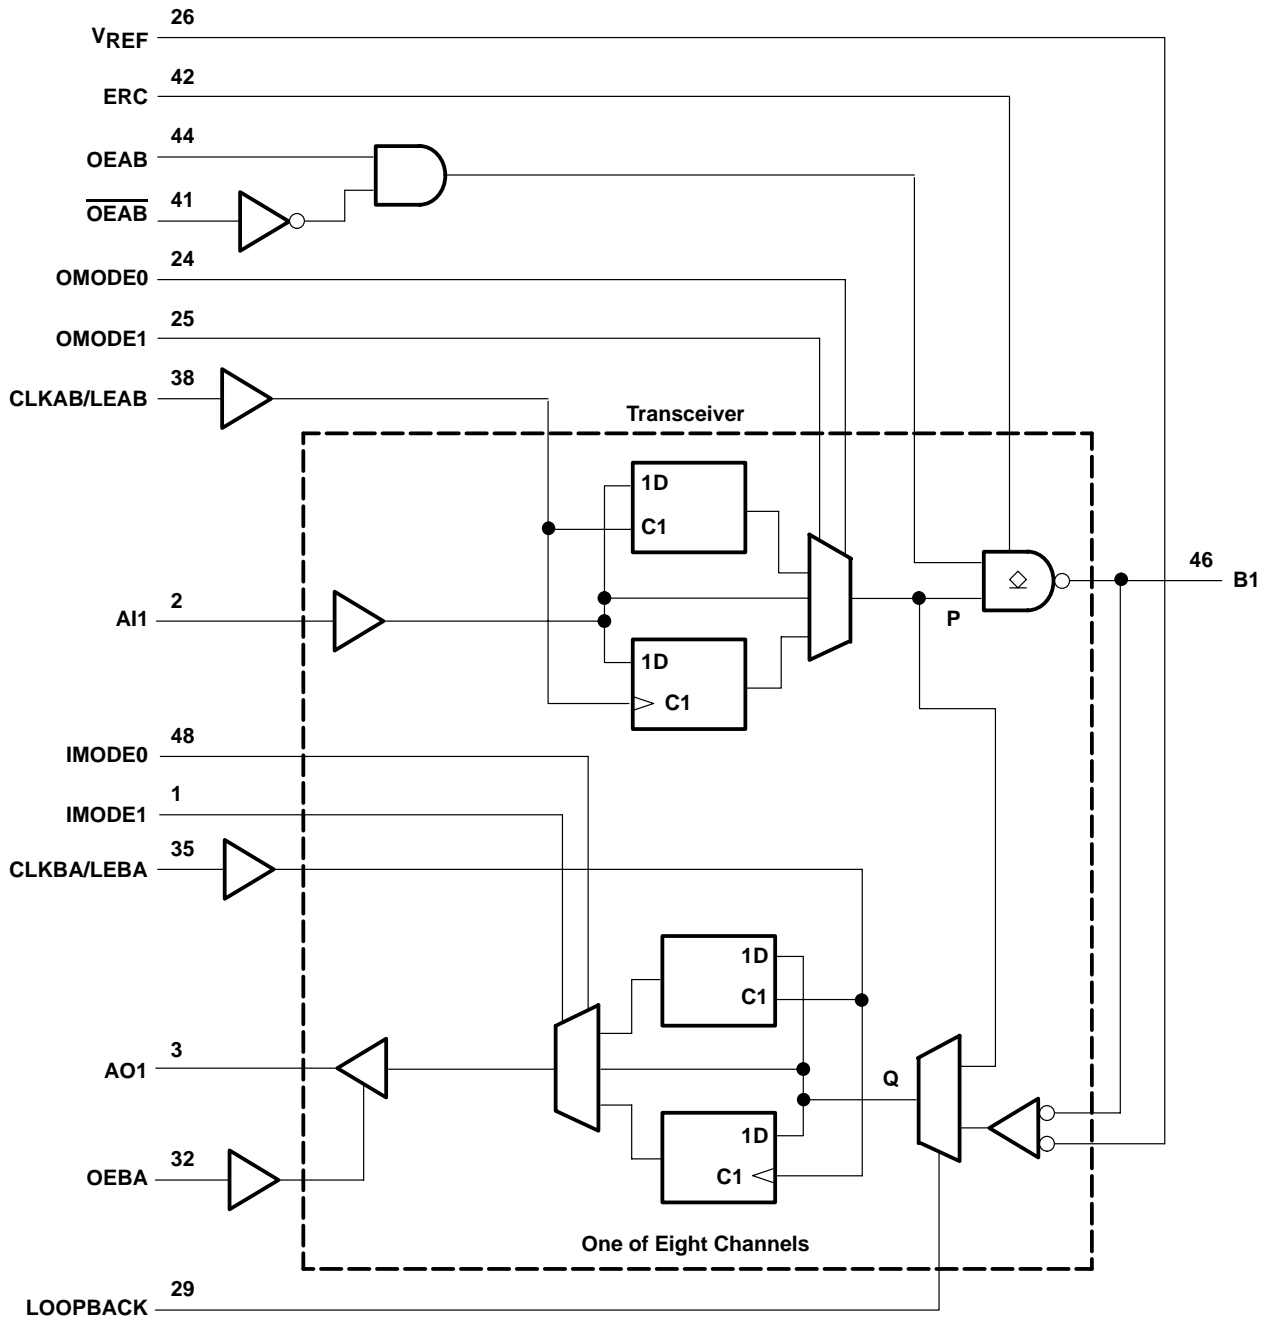 26
VREF
42
ERC
44
OEAB
41
OEAB
24
OMODE0
25
OMODE1
38
CLKAB/LEAB
Transceiver
1D
C1
46
B1
2
AI1
P
1D
C1
48
IMODE0
1
IMODE1
35
CLKBA/LEBA
1D
C1
3
AO1
Q
1D
C1
32
OEBA
One of Eight Channels
29
LOOPBACK